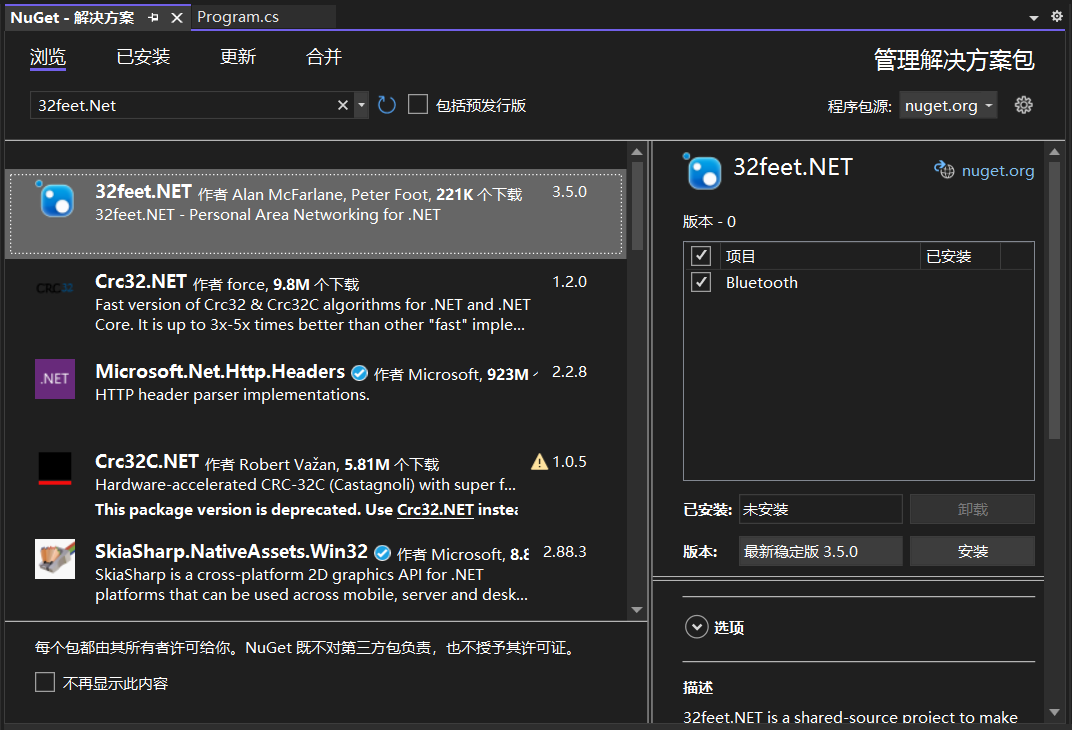 NuGet - 解决方案
Program.cs
浏览
已安装
更新
合并
管理解决方案包
32feet.Net
包括预发行版
程序包源: nuget.org
32feet.NET 作者 Alan McFarlane, Peter Foot, 221K 个下载 3.5.0
32feet.NET - Personal Area Networking for .NET
CRC32
Crc32.NET 作者 force, 9.8M 个下载 1.2.0
Fast version of Crc32 & Crc32C algorithms for .NET and .NET
Core. It is up to 3x-5x times better than other "fast" imple...
.NET
Microsoft.Net.Http.Headers 作者 Microsoft, 923M 2.2.8
HTTP header parser implementations.
Crc32C.NET 作者 Robert Važan, 5.81M 个下载 1.0.5
Hardware-accelerated CRC-32C (Castagnoli) with super f...
This package version is deprecated. Use Crc32.NET instea
SkiaSharp.NativeAssets.Win32 作者 Microsoft, 8.8 2.88.3
SkiaSharp is a cross-platform 2D graphics API for .NET
platforms that can be used across mobile, server and desk...
每个包都由其所有者许可给你。NuGet 既不对第三方包负责，也不授予其许可证。
不再显示此内容
32feet.NET
nuget.org
版本 - 0
项目 已安装
Bluetooth
已安装: 未安装 卸载
版本: 最新稳定版 3.5.0 安装
选项
描述
32feet.NET is a shared-source project to make